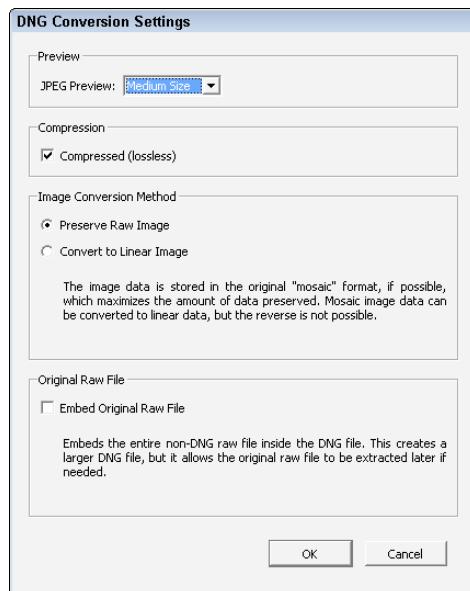 DNG Conversion Settings
Preview
JPEG Preview: Medium Size
Compression
Compressed (lossless)
Image Conversion Method
Preserve Raw Image
Convert to Linear Image
The image data is stored in the original "mosaic" format, if possible,
which maximizes the amount of data preserved. Mosaic image data can
be converted to linear data, but the reverse is not possible.
Original Raw File
Embed Original Raw File
Embeds the entire non-DNG raw file inside the DNG file. This creates a
larger DNG file, but it allows the original raw file to be extracted later if
needed.
OK Cancel